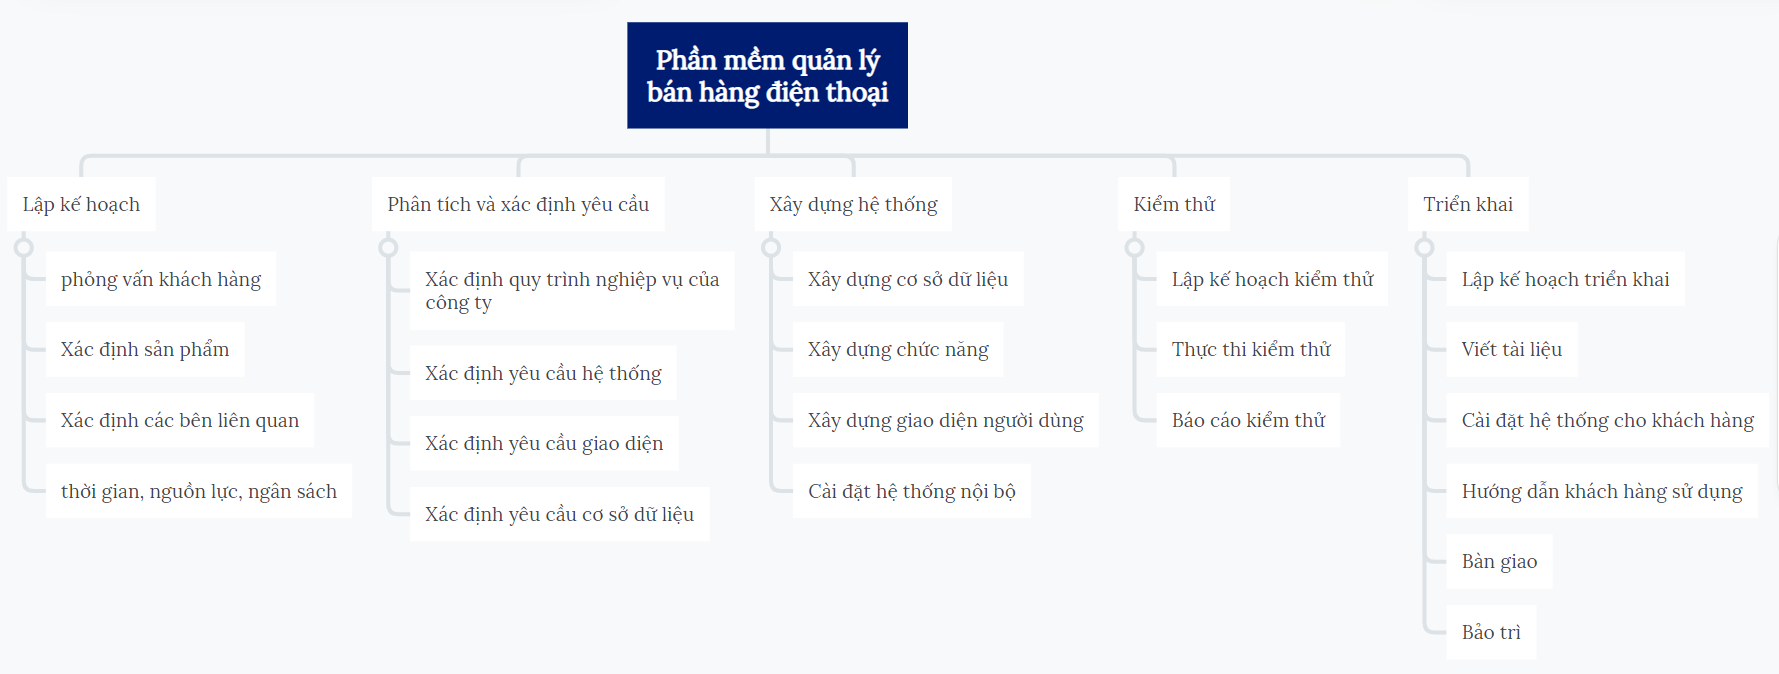 Phần mềm quản lý
bán hàng điện thoại
Lập kế hoạch
phỏng vấn khách hàng
Xác định sản phẩm
Xác định các bên liên quan
thời gian, nguồn lực, ngân sách
Phân tích và xác định yêu cầu
Xác định quy trình nghiệp vụ của
công ty
Xác định yêu cầu hệ thống
Xác định yêu cầu giao diện
Xác định yêu cầu cơ sở dữ liệu
Xây dựng hệ thống
Xây dựng cơ sở dữ liệu
Xây dựng chức năng
Xây dựng giao diện người dùng
Cài đặt hệ thống nội bộ
Kiểm thử
Lập kế hoạch kiểm thử
Thực thi kiểm thử
Báo cáo kiểm thử
Triển khai
Lập kế hoạch triển khai
Viết tài liệu
Cài đặt hệ thống cho khách hàng
Hướng dẫn khách hàng sử dụng
Bàn giao
Bảo trì